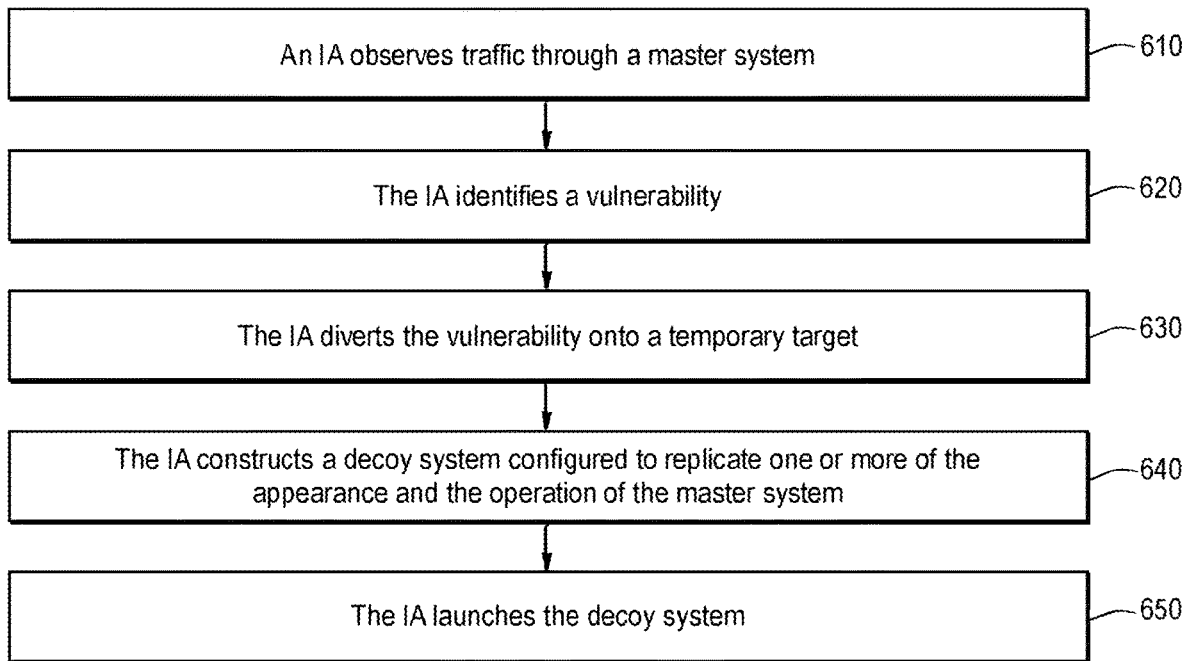 An IA observes traffic through a master system
610
The IA identifies a vulnerability
620
The IA diverts the vulnerability onto a temporary target
630
The IA constructs a decoy system configured to replicate one or more of the
appearance and the operation of the master system
640
The IA launches the decoy system
650